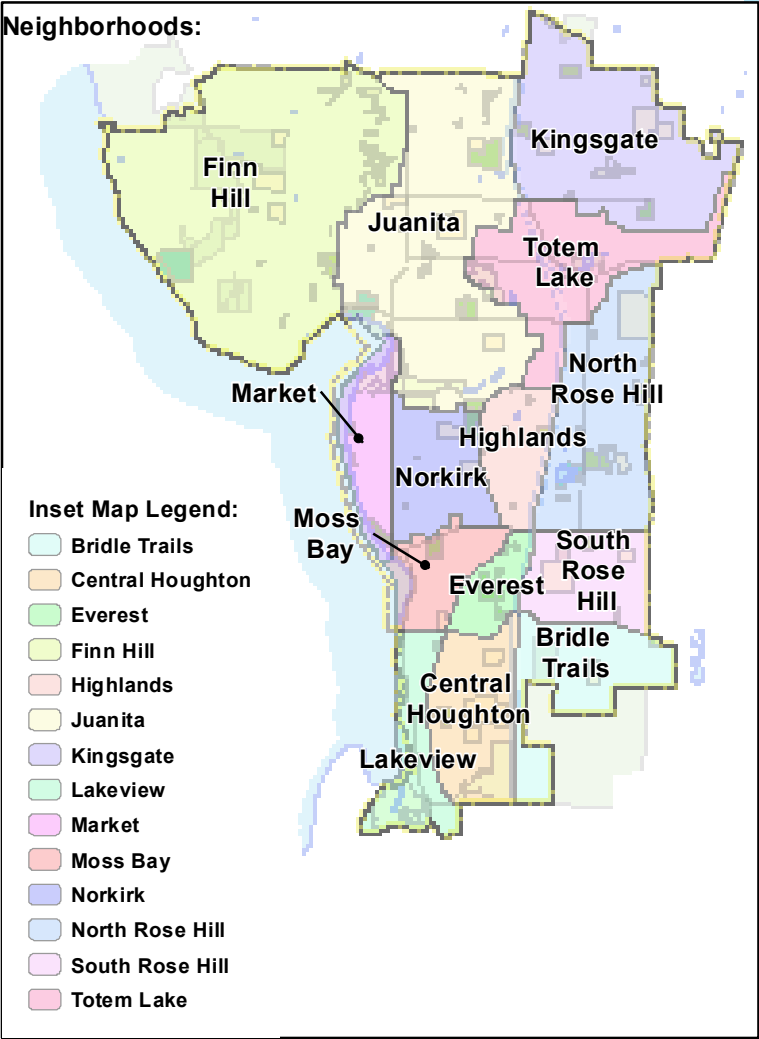 Neighborhoods:
Kingsgate
Finn
Hill
Juanita
Totem
Lake
North
Rose Hill
Market
Highlands
Norkirk
Moss
Bay
South
Rose
Hill
Everest
Bridle
Trails
Central
Houghton
Lakeview
Inset Map Legend:
Bridle Trails
Central Houghton
Everest
Finn Hill
Highlands
Juanita
Kingsgate
Lakeview
Market
Moss Bay
Norkirk
North Rose Hill
South Rose Hill
Totem Lake